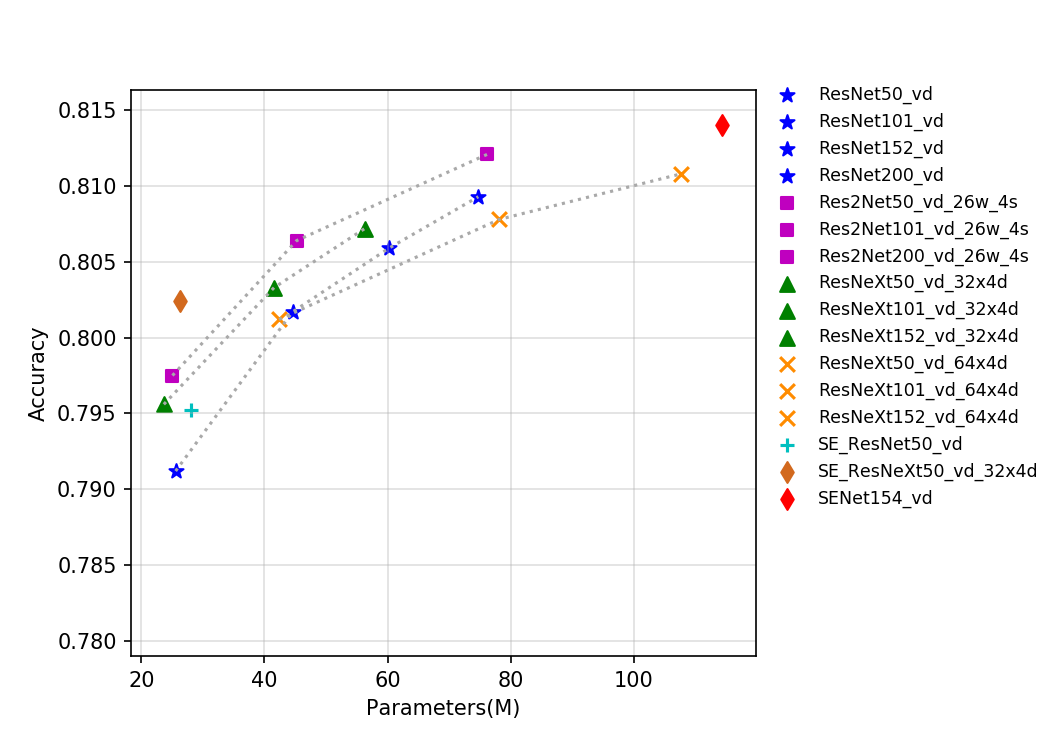 0.815
0.810
0.805
0.800
0.795
0.790
0.785
0.780
Accuracy
20 40 60 80 100
Parameters(M)
ResNet50_vd
ResNet101_vd
ResNet152_vd
ResNet200_vd
Res2Net50_vd_26w_4s
Res2Net101_vd_26w_4s
Res2Net200_vd_26w_4s
ResNeXt50_vd_32x4d
ResNeXt101_vd_32x4d
ResNeXt152_vd_32x4d
ResNeXt50_vd_64x4d
ResNeXt101_vd_64x4d
ResNeXt152_vd_64x4d
SE_ResNet50_vd
SE_ResNeXt50_vd_32x4d
SENet154_vd